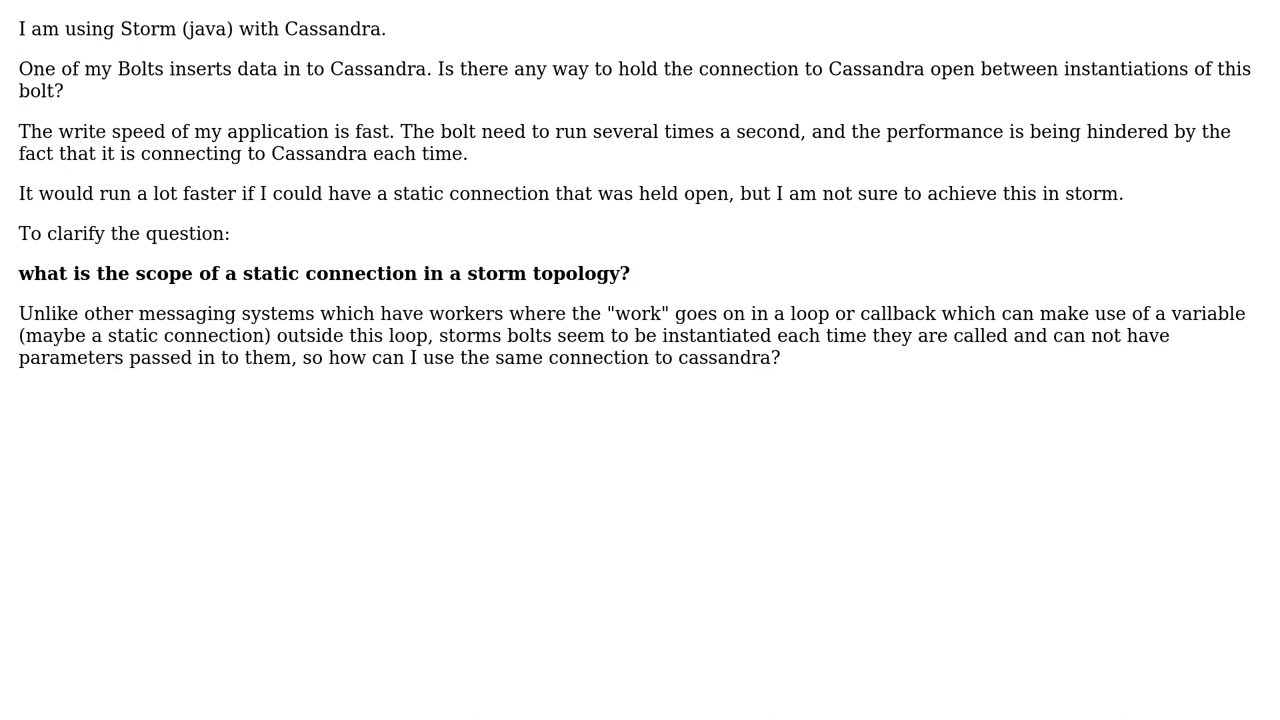 I am using Storm (java) with Cassandra.
One of my Bolts inserts data in to Cassandra. Is there any way to hold the connection to Cassandra open between instantiations of this
bolt?
The write speed of my application is fast. The bolt need to run several times a second, and the performance is being hindered by the
fact that it is connecting to Cassandra each time.
It would run a lot faster if I could have a static connection that was held open, but I am not sure to achieve this in storm.
To clarify the question:
what is the scope of a static connection in a storm topology?
Unlike other messaging systems which have workers where the "work" goes on in a loop or callback which can make use of a variable
(maybe a static connection) outside this loop, storms bolts seem to be instantiated each time they are called and can not have
parameters passed in to them, so how can I use the same connection to cassandra?